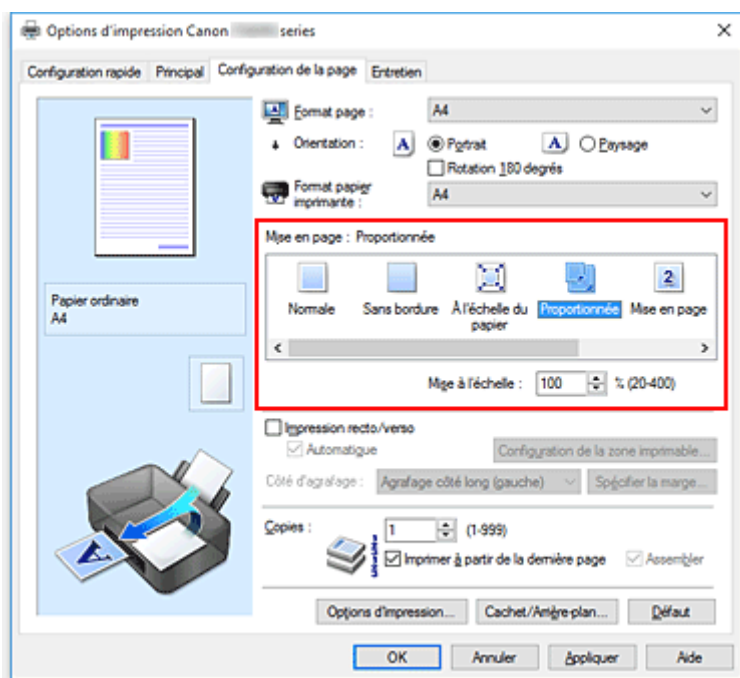 Options d'impression Canon series
Configuration rapide Principal Configuration de la page Entretien
Format page : A4
Orientation : A Portrait A Paysage
Rotation 180 degrés
Format papier imprimante : A4
Mise en page : Proportionnée
Normale Sans bordure À l'échelle du papier Proportionnée 2 Mise en page
Mise à l'échelle : 100 % (20-400)
Papier ordinaire
A4
Impression recto/verso
Automatique Configuration de la zone imprimable...
Côté d'agrafage : Agrafage côté long (gauche) Spécifier la marge...
Copies : 1 (1-999)
Imprimer à partir de la dernière page Assembler
A
Options d'impression... Cachet/Arrière-plan... Défaut
OK Annuler Appliquer Aide